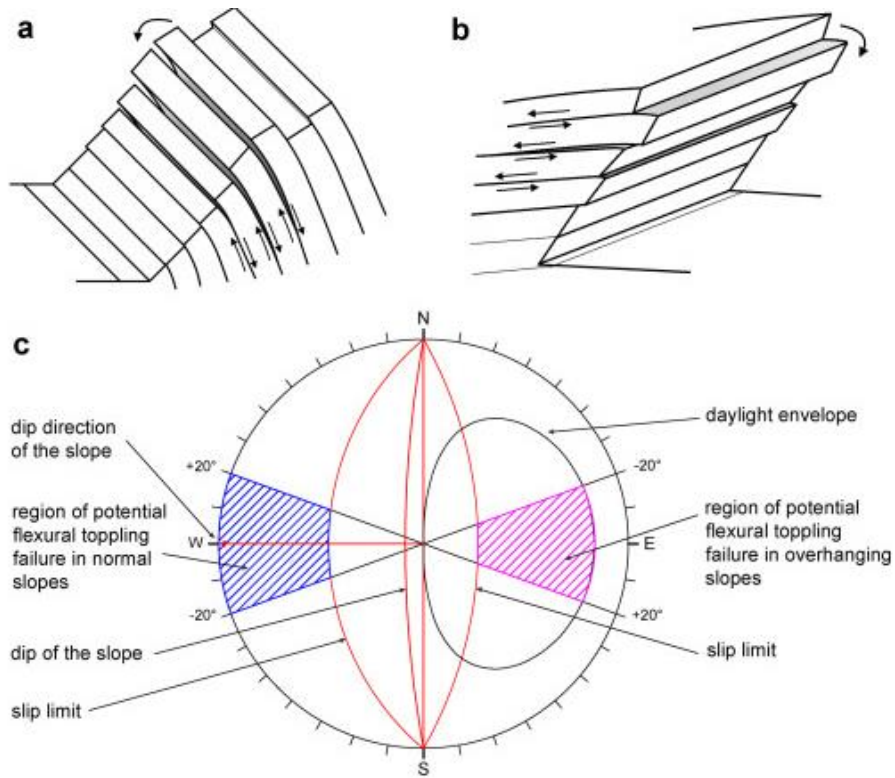 a
b
c
N
dip direction
of the slope
+20°
region of potential
flexural toppling
failure in normal
slopes
W
-20°
dip of the slope
slip limit
daylight envelope
-20°
region of potential
flexural toppling
failure in overhanging
slopes
E
+20°
slip limit
S